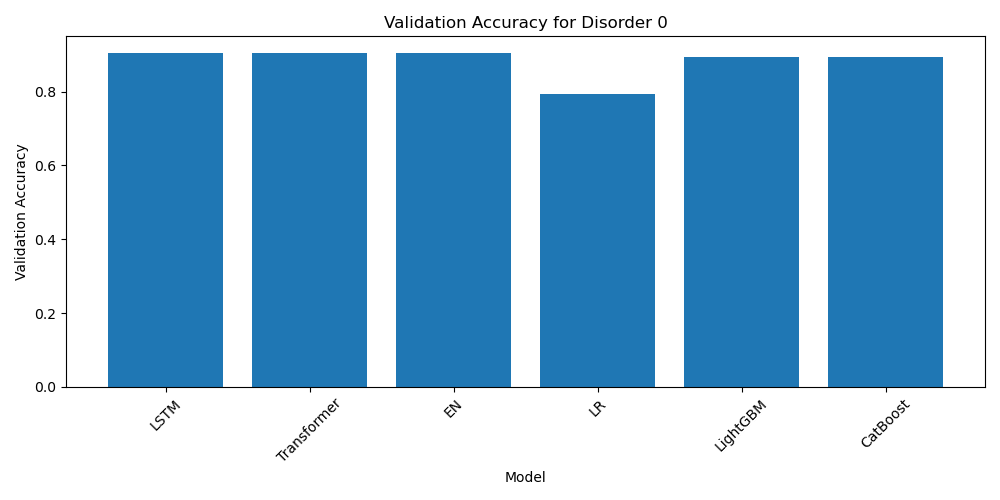 Validation Accuracy for Disorder 0
Validation Accuracy
0.8
0.6
0.4
0.2
0.0
LSTM
Transformer
EN
LR
LightGBM
CatBoost
Model